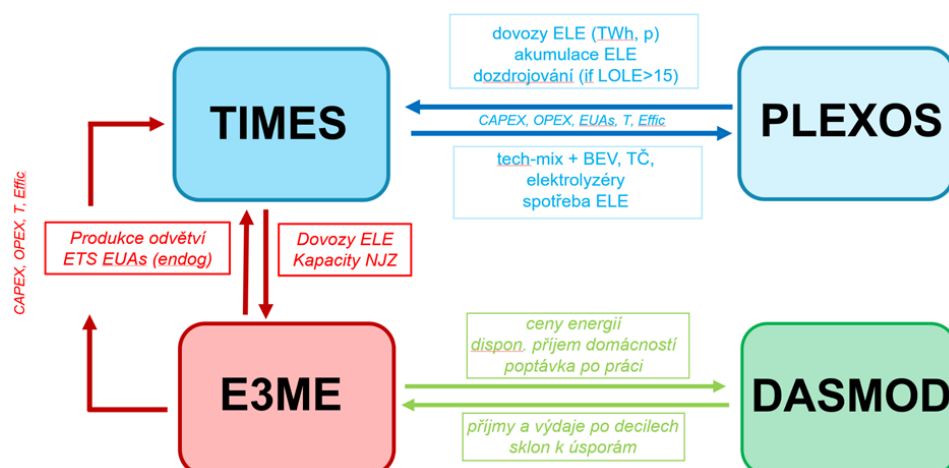 dovozy ELE (TWh, p)
akumulace ELE
dozdrojování (if LOLE>15)
TIMES
CAPEX, OPEX, EUAs, T, Effic
PLEXOS
tech-mix + BEV, TČ,
elektrolyzéry
spotřeba ELE
CAPEX, OPEX, T, Effic
Produkce odvětví
ETS EUAs (endog)
Dovozy ELE
Kapacity NJZ
ceny energií
dispon. příjem domácností
poptávka po práci
E3ME
DASMOD
příjmy a výdaje po decilech
sklon k úsporám